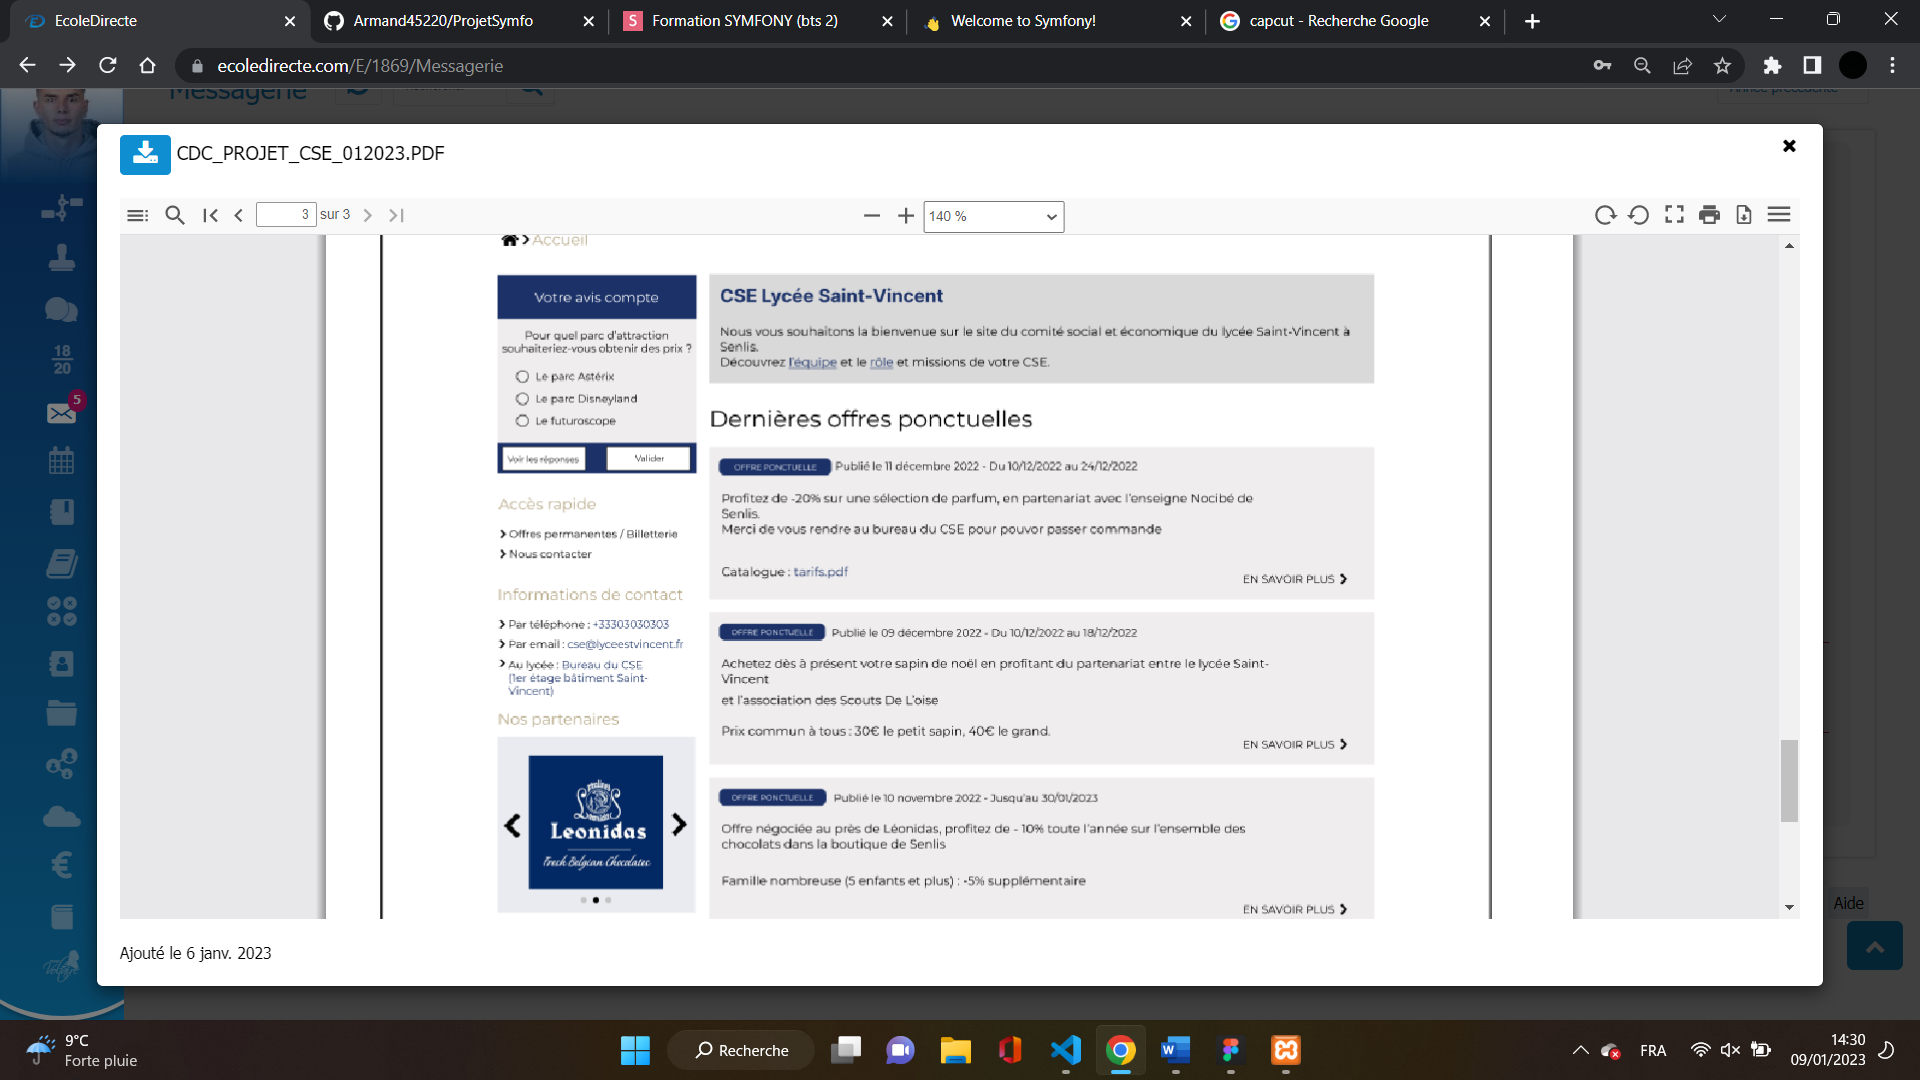 EcoleDirecte
Armand45220/ProjetSymfo
Formation SYMFONY (bts 2)
Welcome to Symfony!
capcut - Recherche Google
ecoledirecte.com/E/1869/Messagerie
Messagerie
Année précédente
CDC_PROJET_CSE_012023.PDF
3 sur 3
140 %
Accueil
Votre avis compte
Pour quel parc d'attraction
souhaiteriez-vous obtenir des prix ?
Le parc Astérix
Le parc Disneyland
Le futuroscope
Voir les réponses
Valider
Accès rapide
Offres permanentes / Billetterie
Nous contacter
Informations de contact
Par téléphone : +33303030303
Par email : cse@lyceestvincent.fr
Au lycée : Bureau du CSE
(1er étage bâtiment Saint-
Vincent)
Nos partenaires
Leonidas
Fresh Belgian Chocolates
CSE Lycée Saint-Vincent
Nous vous souhaitons la bienvenue sur le site du comité social et économique du lycée Saint-Vincent à
Senlis.
Découvrez l'équipe et le rôle et missions de votre CSE.
Dernières offres ponctuelles
OFFRE PONCTUELLE Publié le 11 décembre 2022 - Du 10/12/2022 au 24/12/2022
Profitez de -20% sur une sélection de parfum, en partenariat avec l'enseigne Nocibé de
Senlis.
Merci de vous rendre au bureau du CSE pour pouvor passer commande
Catalogue : tarifs.pdf
EN SAVOIR PLUS
OFFRE PONCTUELLE Publié le 09 décembre 2022 - Du 10/12/2022 au 18/12/2022
Achetez dès à présent votre sapin de noël en profitant du partenariat entre le lycée Saint-
Vincent
et l'association des Scouts De L'oise
Prix commun à tous : 30€ le petit sapin, 40€ le grand.
EN SAVOIR PLUS
OFFRE PONCTUELLE Publié le 10 novembre 2022 - Jusqu'au 30/01/2023
Offre négociée au près de Léonidas, profitez de - 10% toute l'année sur l'ensemble des
chocolats dans la boutique de Senlis
Famille nombreuse (5 enfants et plus) : -5% supplémentaire
EN SAVOIR PLUS
Ajouté le 6 janv. 2023
18
20
5
Aide
9°C
Forte pluie
Recherche
FRA
14:30
09/01/2023